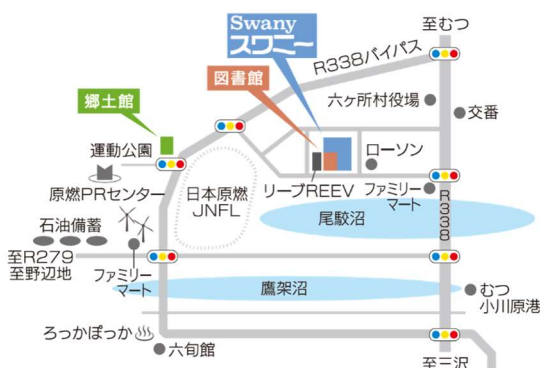 Swany
スワニー
至むつ
R338バイパス
図書館
郷土館
六ヶ所村役場
交番
運動公園
ローソン
原燃PRセンター
日本原燃
JNFL
リーブREEV
ファミリー
マート
尾駮沼
R338
石油備蓄
至R279
至野辺地
ファミリー
マート
鷹架沼
むつ
小川原港
ろっかぽっか
六旬館
至三沢